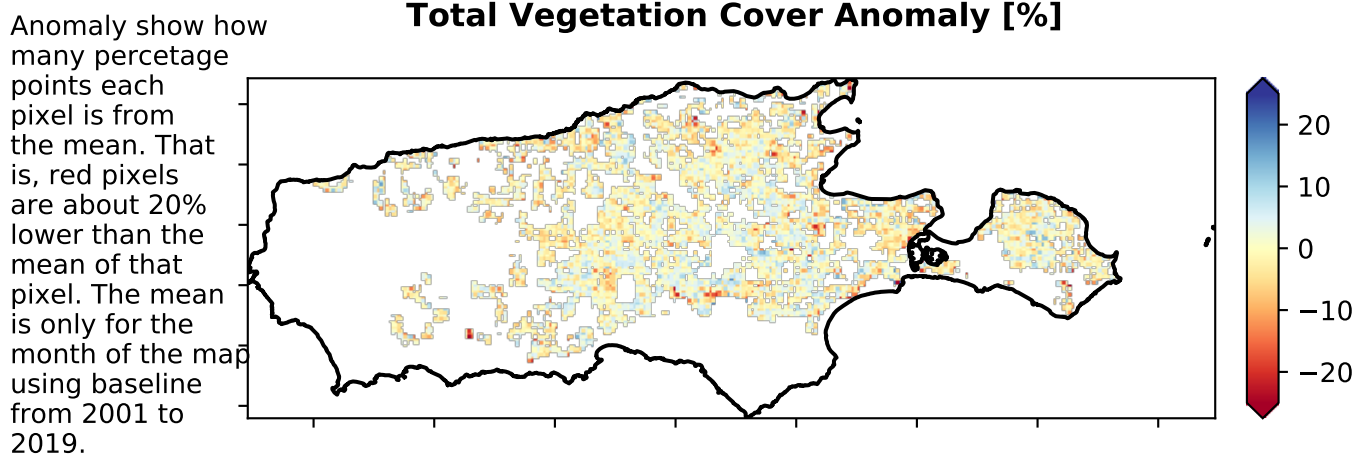 Total Vegetation Cover Anomaly [%]
Anomaly show how
many percetage
points each
pixel is from
the mean. That
is, red pixels
are about 20%
lower than the
mean of that
pixel. The mean
is only for the
month of the map
using baseline
from 2001 to
2019.
20
10
0
−10
−20